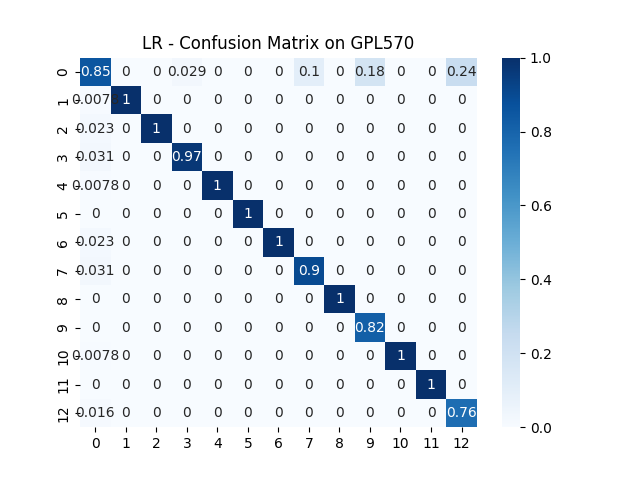 LR - Confusion Matrix on GPL570
0 0.85 0 0 0.029 0 0 0 0.1 0 0.18 0 0 0.24 1.0
1 0.0078 1 0 0 0 0 0 0 0 0 0 0 0
2 0.023 0 1 0 0 0 0 0 0 0 0 0 0 0.8
3 0.031 0 0 0.97 0 0 0 0 0 0 0 0 0
4 0.0078 0 0 0 1 0 0 0 0 0 0 0 0
5 0 0 0 0 0 1 0 0 0 0 0 0 0 0.6
6 0.023 0 0 0 0 0 1 0 0 0 0 0 0
7 0.031 0 0 0 0 0 0 0.9 0 0 0 0 0 0.4
8 0 0 0 0 0 0 0 0 1 0 0 0 0
9 0 0 0 0 0 0 0 0 0 0.82 0 0 0
10 0.0078 0 0 0 0 0 0 0 0 0 1 0 0 0.2
11 0 0 0 0 0 0 0 0 0 0 0 1 0
12 0.016 0 0 0 0 0 0 0 0 0 0 0 0.76 0.0
0 1 2 3 4 5 6 7 8 9 10 11 12